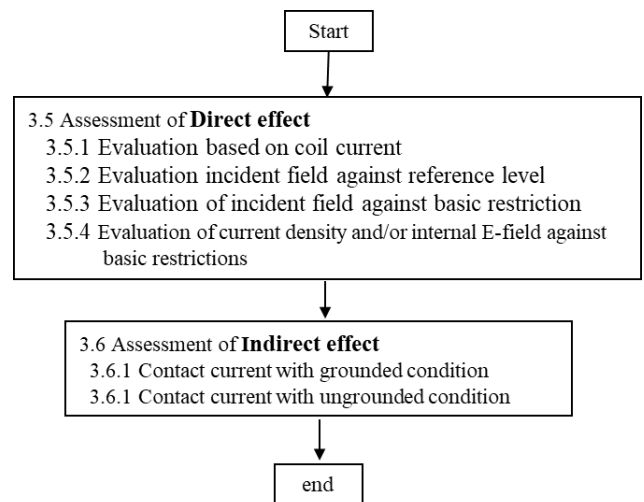 Start
3.5 Assessment of Direct effect
3.5.1 Evaluation based on coil current
3.5.2 Evaluation incident field against reference level
3.5.3 Evaluation of incident field against basic restriction
3.5.4 Evaluation of current density and/or internal E-field against
basic restrictions
3.6 Assessment of Indirect effect
3.6.1 Contact current with grounded condition
3.6.1 Contact current with ungrounded condition
end